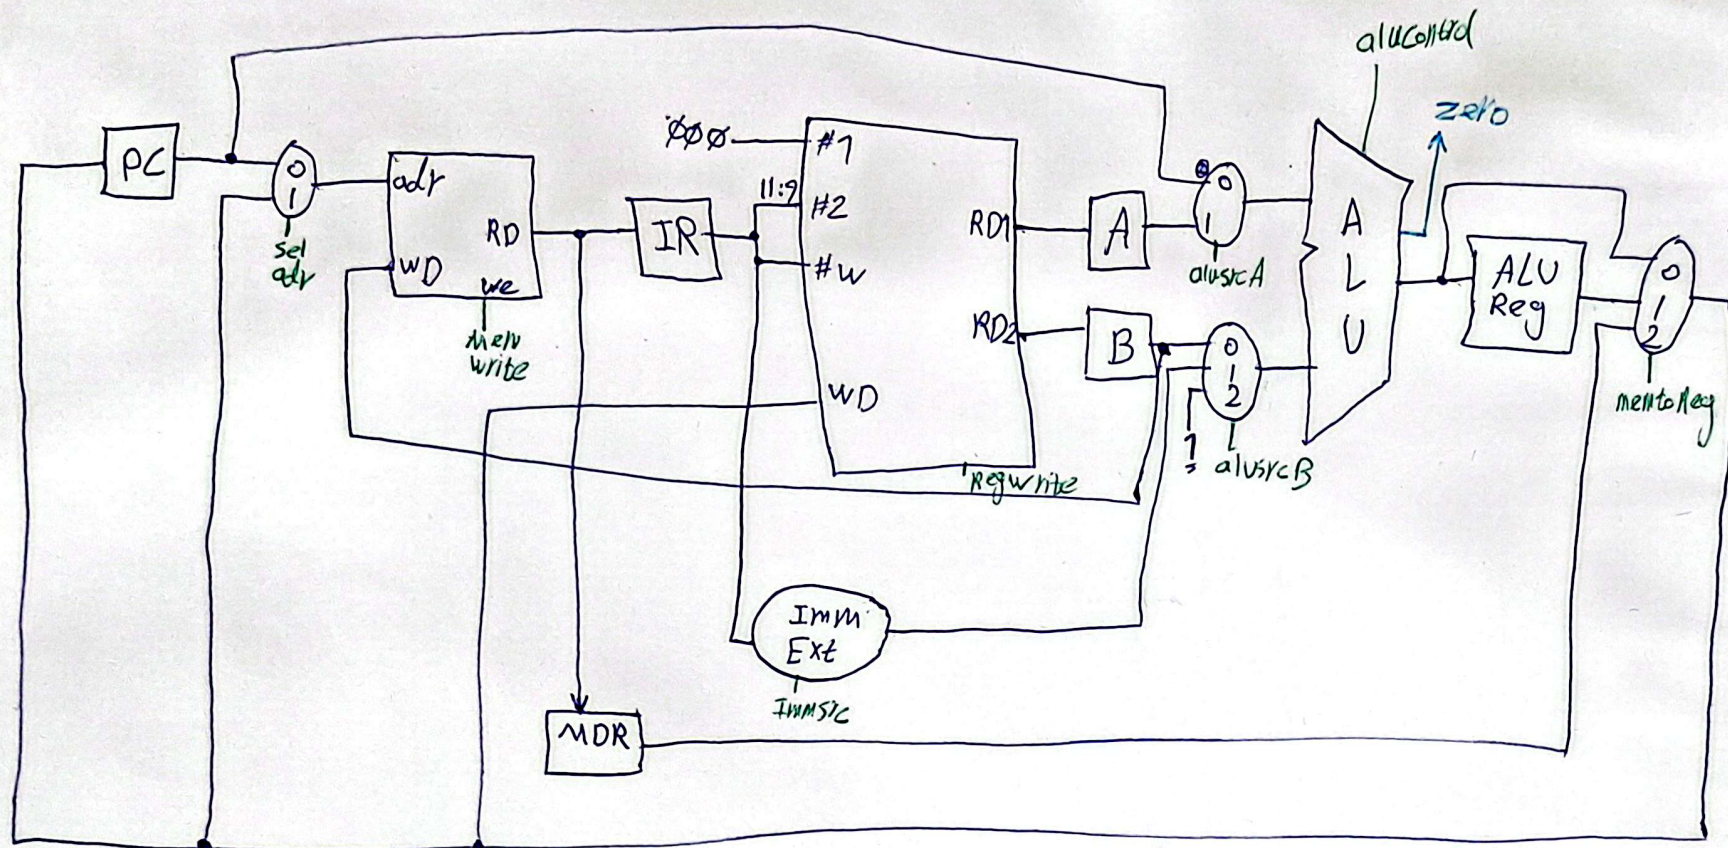 alucontrol
zero
PC
0
1
sel
adr
adr
RD
WD
we
mem
write
IR
000
11:9
#1
#2
#w
RD1
RD2
WD
Regwrite
A
0
1
alusrcA
B
0
1
2
1
alusrcB
A
L
U
ALU
Reg
0
1
2
memtoReg
Imm
Ext
Immsrc
MDR